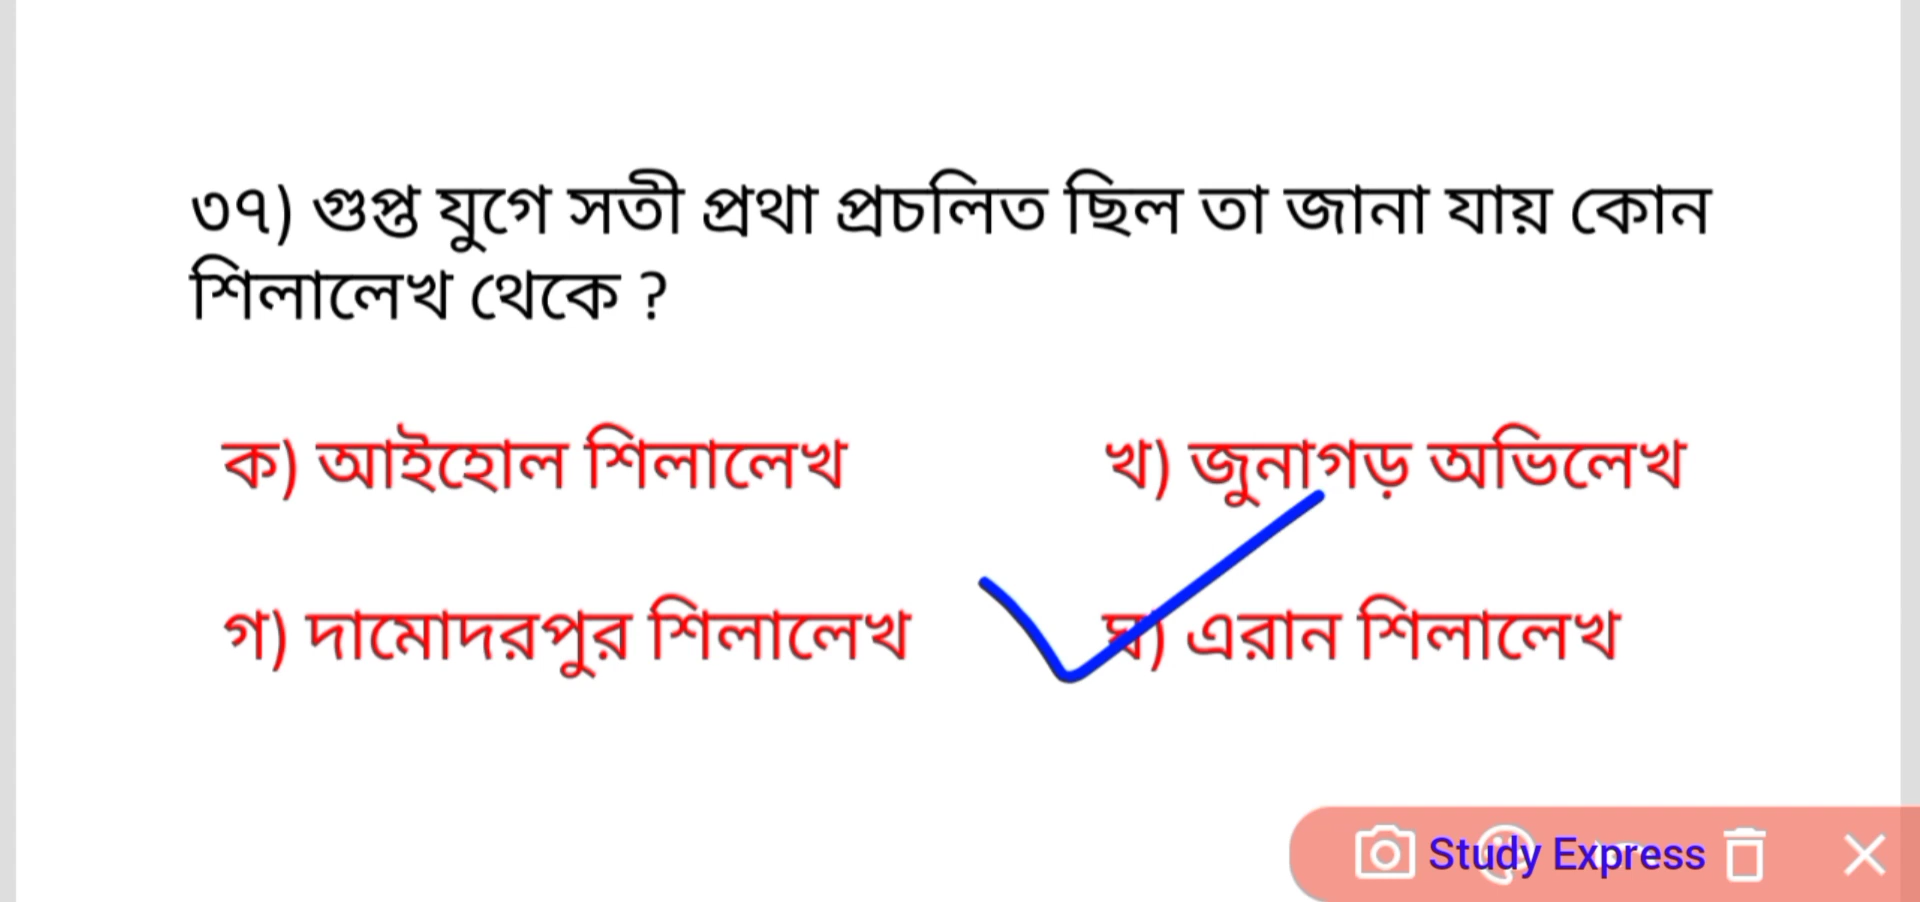 ৩৭) গুপ্ত যুগে সতী প্রথা প্রচলিত ছিল তা জানা যায় কোন
শিলালেখ থেকে ?
ক) আইহোল শিলালেখ
খ) জুনাগড় অভিলেখ
গ) দামোদরপুর শিলালেখ
ঘ) এরান শিলালেখ
Study Express